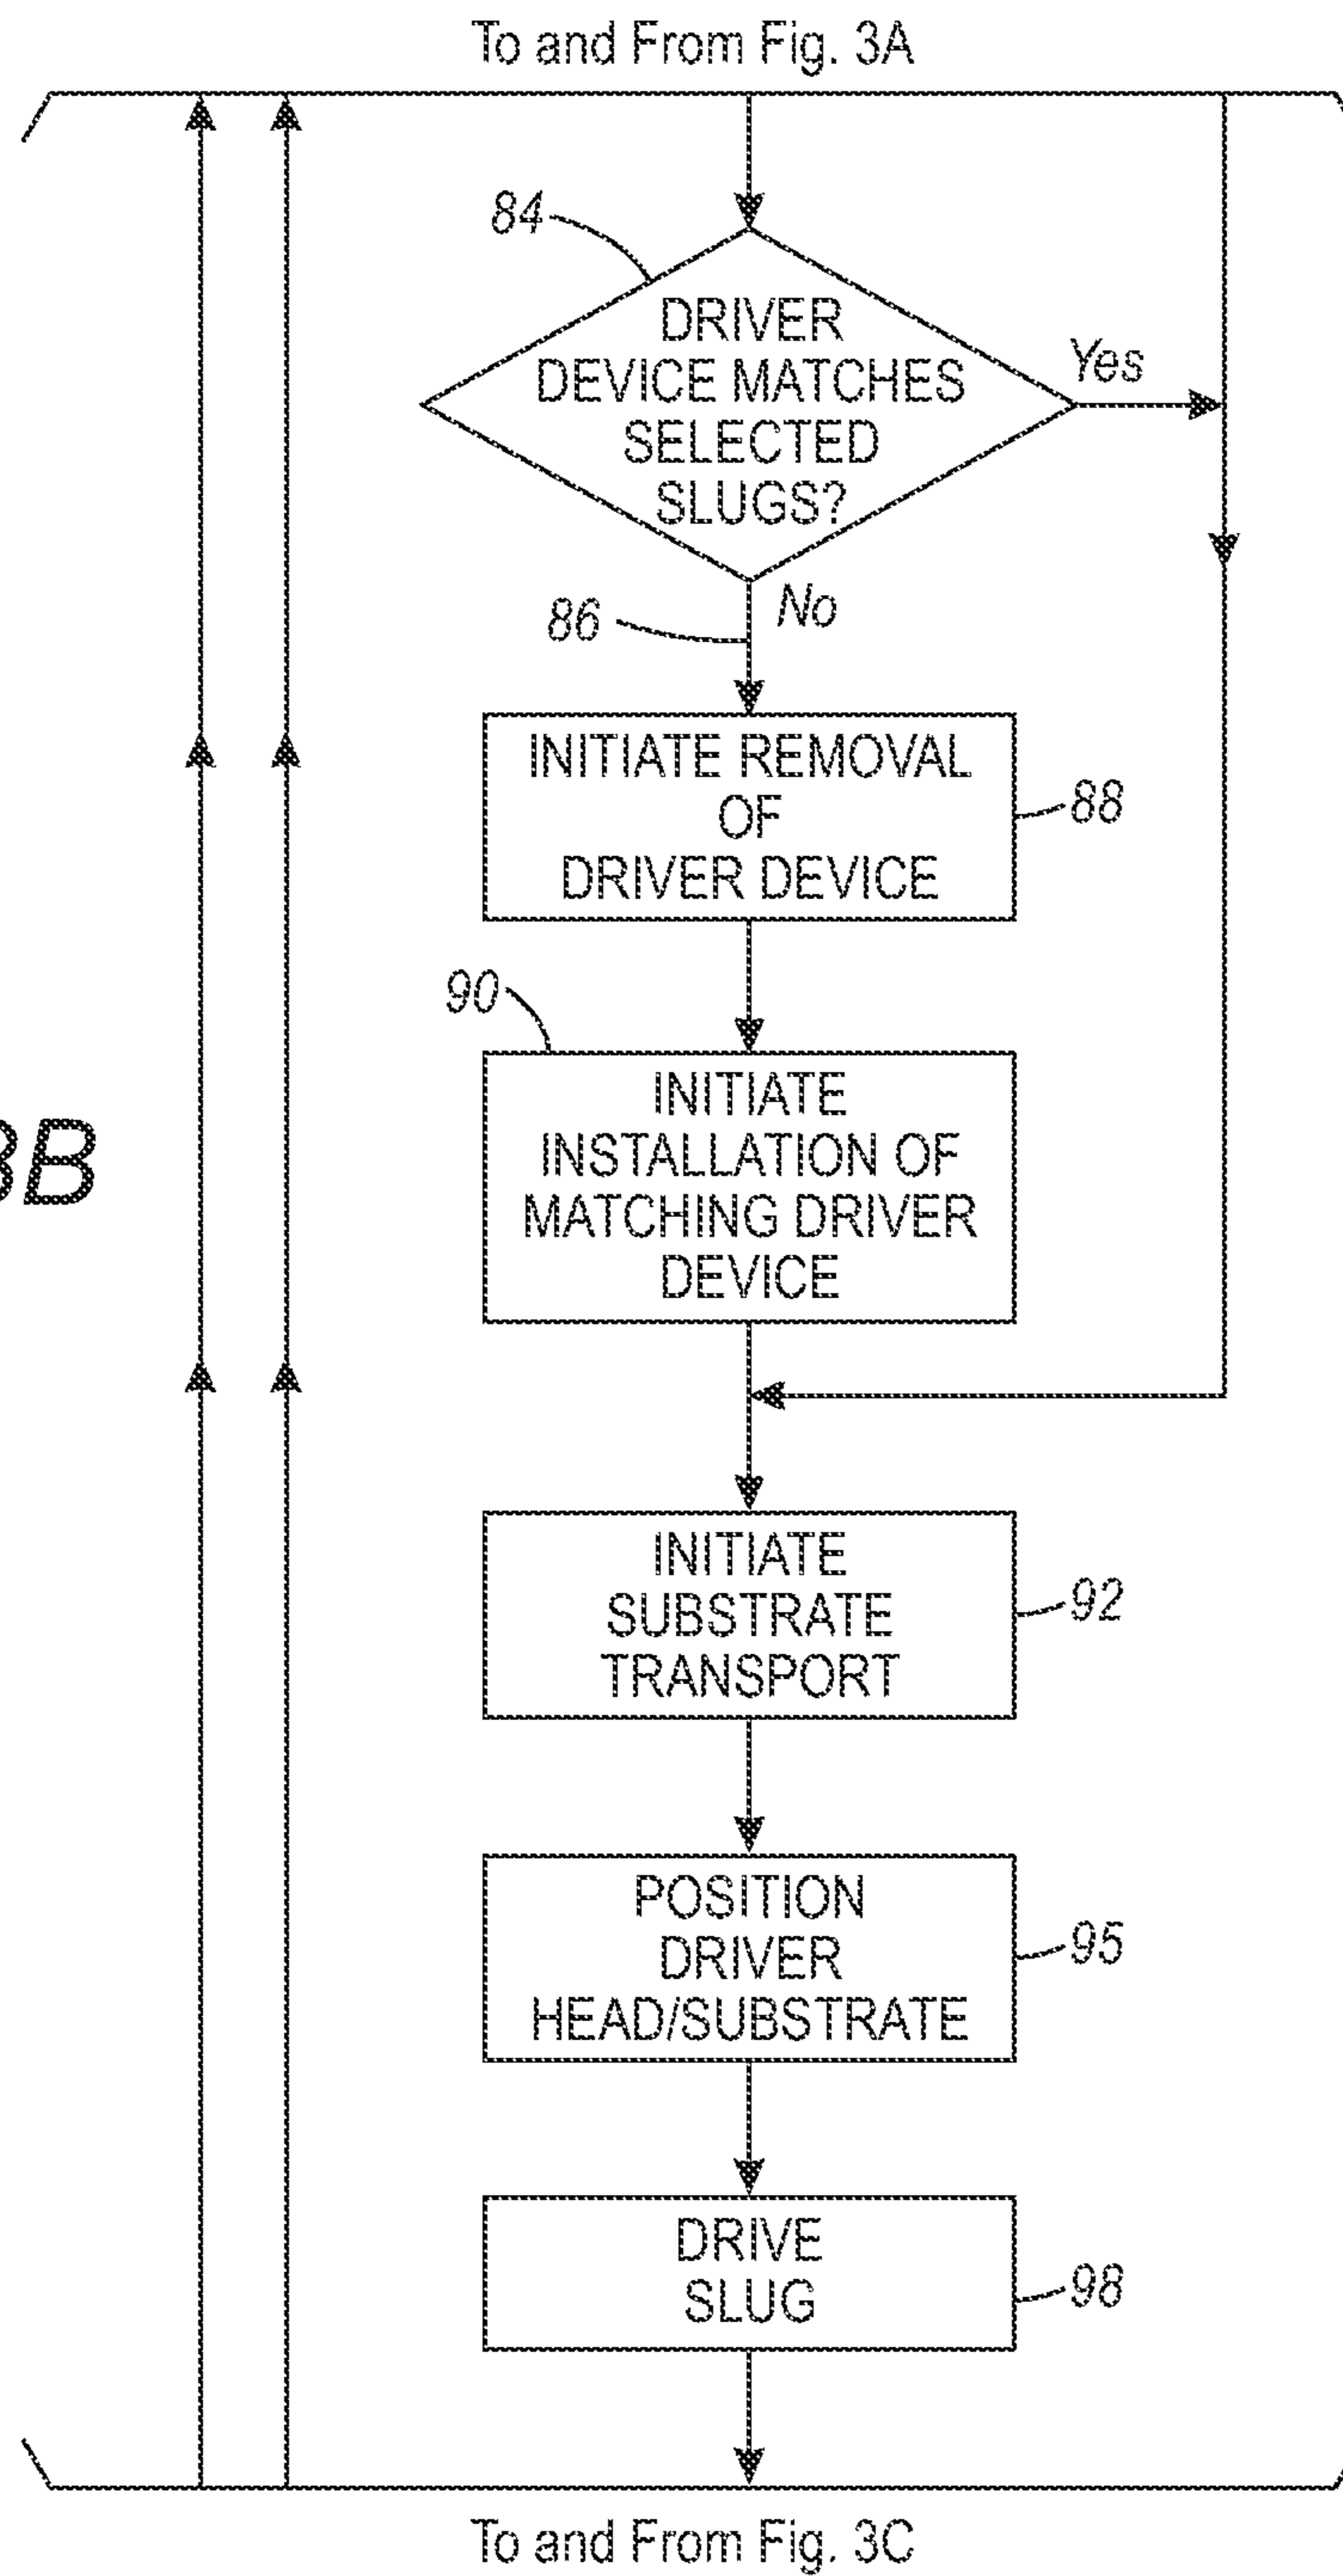 To and From Fig. 3A
84
DRIVER
DEVICE MATCHES
SELECTED
SLUGS?
Yes
86
No
INITIATE REMOVAL
OF
DRIVER DEVICE
88
90
INITIATE
INSTALLATION OF
MATCHING DRIVER
DEVICE
3B
INITIATE
SUBSTRATE
TRANSPORT
92
POSITION
DRIVER
HEAD/SUBSTRATE
95
DRIVE
SLUG
98
To and From Fig. 3C